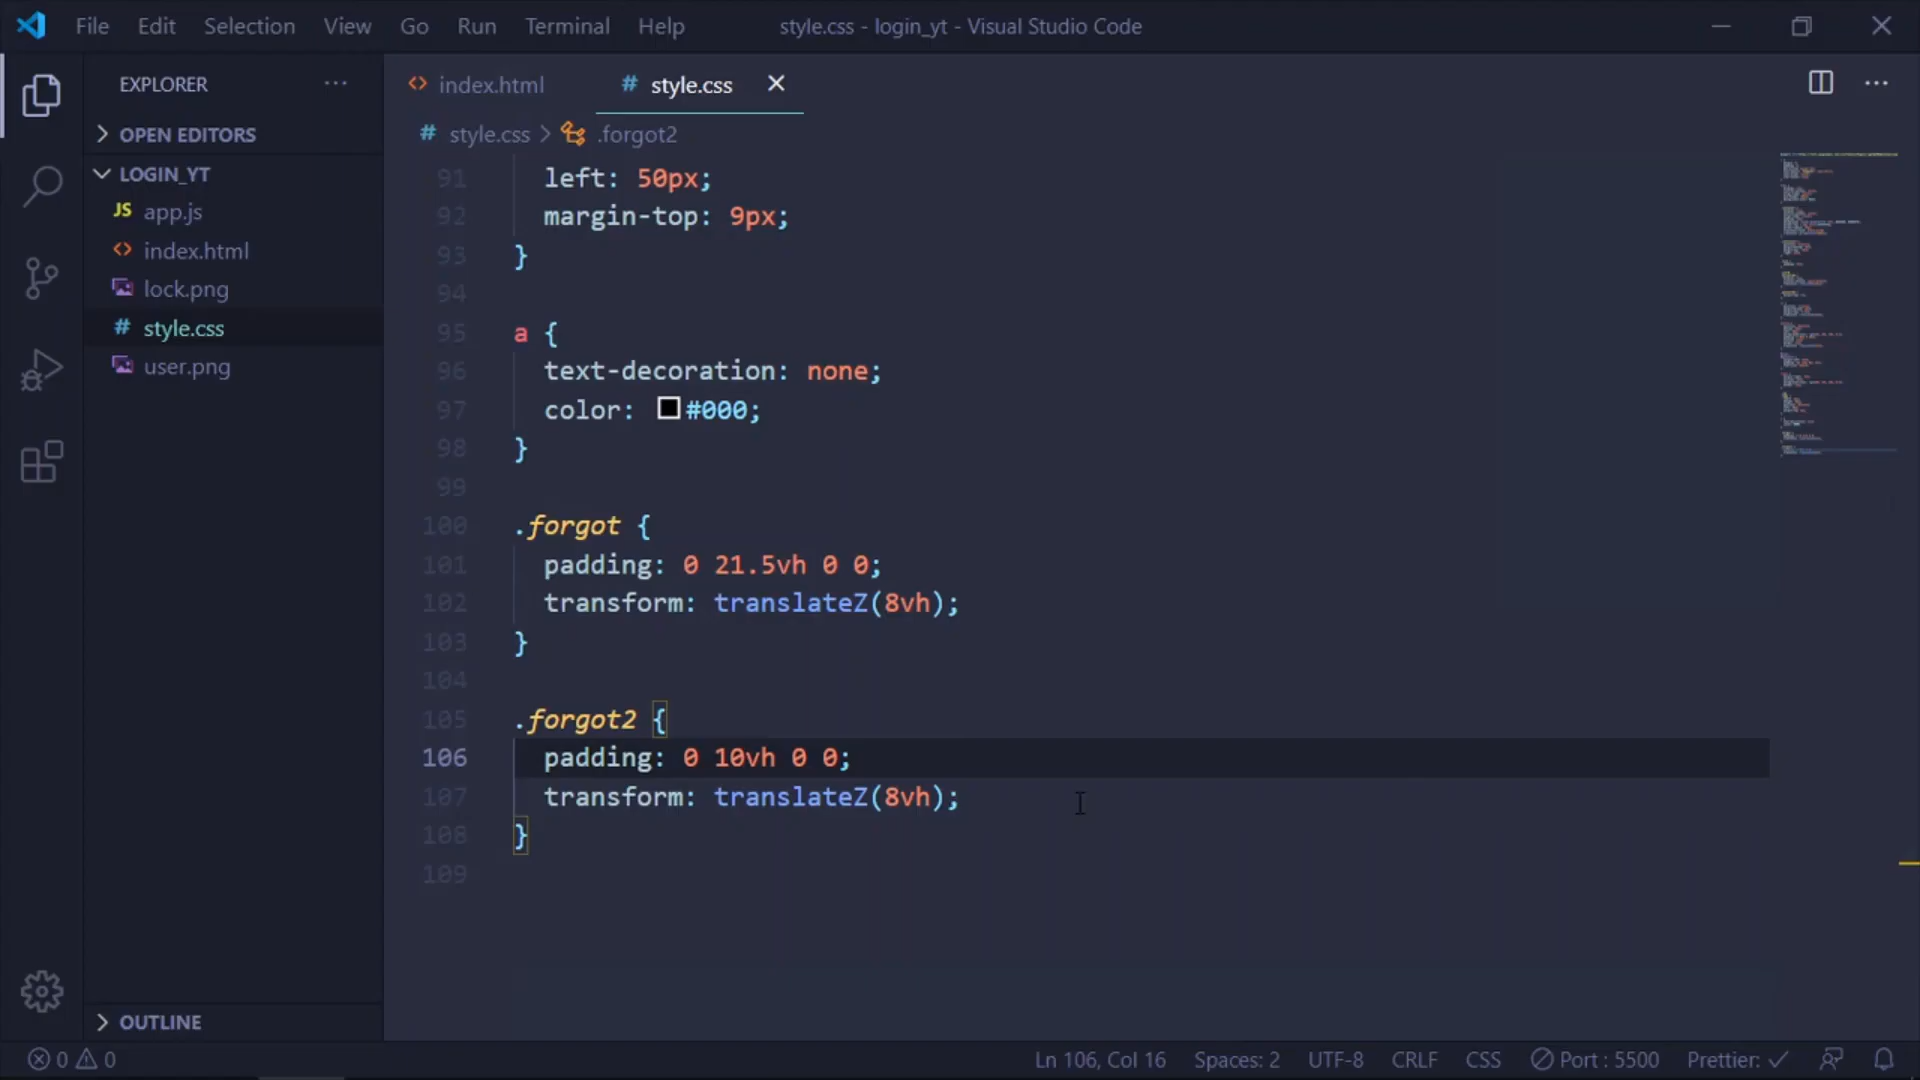 File Edit Selection View Go Run Terminal Help style.css - login_yt - Visual Studio Code
EXPLORER
OPEN EDITORS
LOGIN_YT
JS app.js
<> index.html
lock.png
# style.css
user.png
OUTLINE
<> index.html # style.css
# style.css > .forgot2
91 left: 50px;
92 margin-top: 9px;
93 }
94
95 a {
96 text-decoration: none;
97 color: #000;
98 }
99
100 .forgot {
101 padding: 0 21.5vh 0 0;
102 transform: translateZ(8vh);
103 }
104
105 .forgot2 {
106 padding: 0 10vh 0 0;
107 transform: translateZ(8vh);
108 }
109
0 0 Ln 106, Col 16 Spaces: 2 UTF-8 CRLF CSS Port : 5500 Prettier: ✓